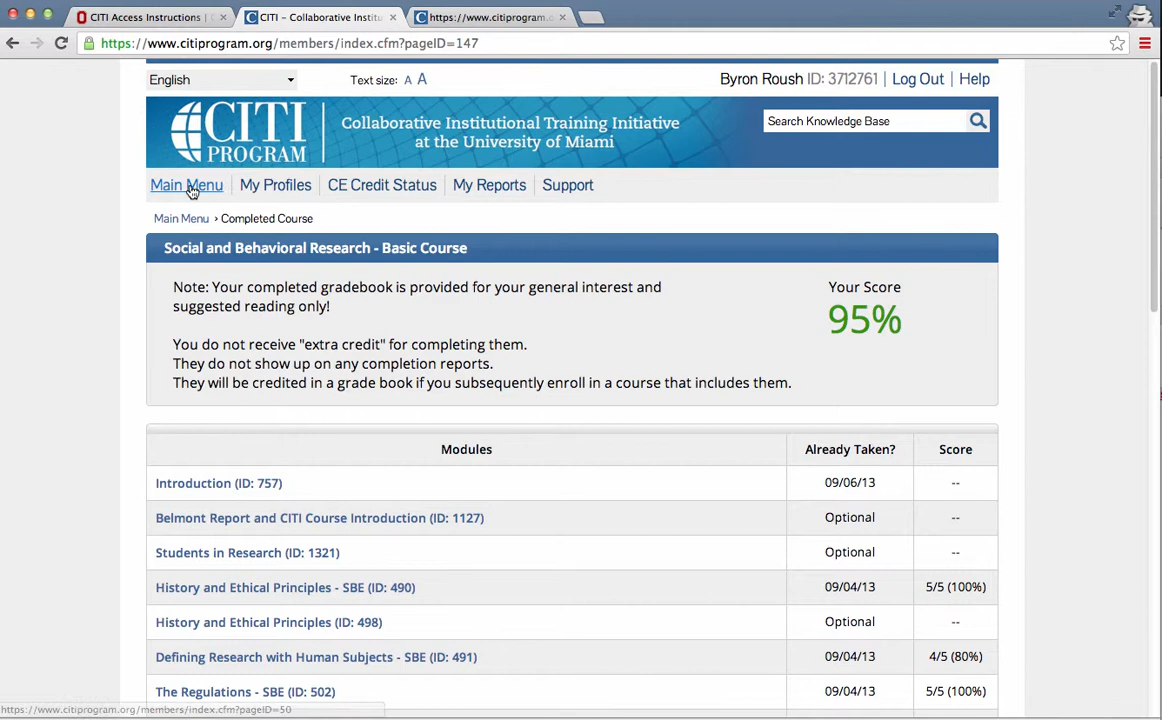 CITI Access Instructions |
CITI – Collaborative Institu
https://www.citiprogram.o
https://www.citiprogram.org/members/index.cfm?pageID=147
English
Text size: A A
Byron Roush ID: 3712761 | Log Out | Help
CITI
PROGRAM
Collaborative Institutional Training Initiative
at the University of Miami
Search Knowledge Base
Main Menu
My Profiles
CE Credit Status
My Reports
Support
Main Menu › Completed Course
Social and Behavioral Research - Basic Course
Note: Your completed gradebook is provided for your general interest and
suggested reading only!
You do not receive "extra credit" for completing them.
They do not show up on any completion reports.
They will be credited in a grade book if you subsequently enroll in a course that includes them.
Your Score
95%
Modules Already Taken? Score
Introduction (ID: 757) 09/06/13 --
Belmont Report and CITI Course Introduction (ID: 1127) Optional --
Students in Research (ID: 1321) Optional --
History and Ethical Principles - SBE (ID: 490) 09/04/13 5/5 (100%)
History and Ethical Principles (ID: 498) Optional --
Defining Research with Human Subjects - SBE (ID: 491) 09/04/13 4/5 (80%)
The Regulations - SBE (ID: 502) 09/04/13 5/5 (100%)
https://www.citiprogram.org/members/index.cfm?pageID=50